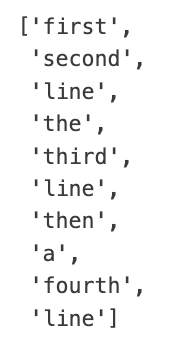 ['first',
'second',
'line',
'the',
'third',
'line',
'then',
'a',
'fourth',
'line']